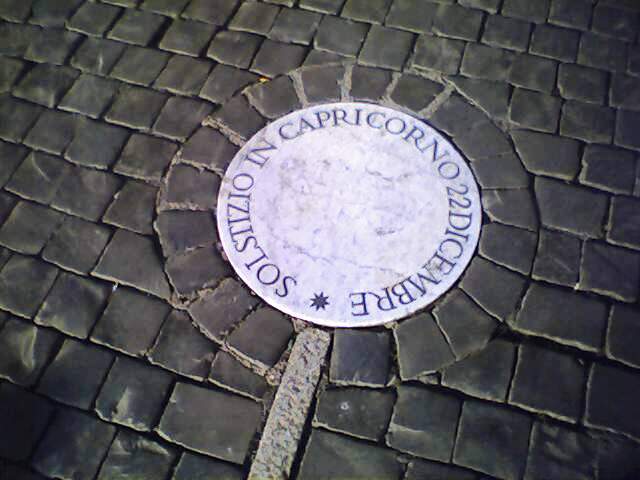 SOLSTIZIO IN CAPRICORNO 22 DICEMBRE